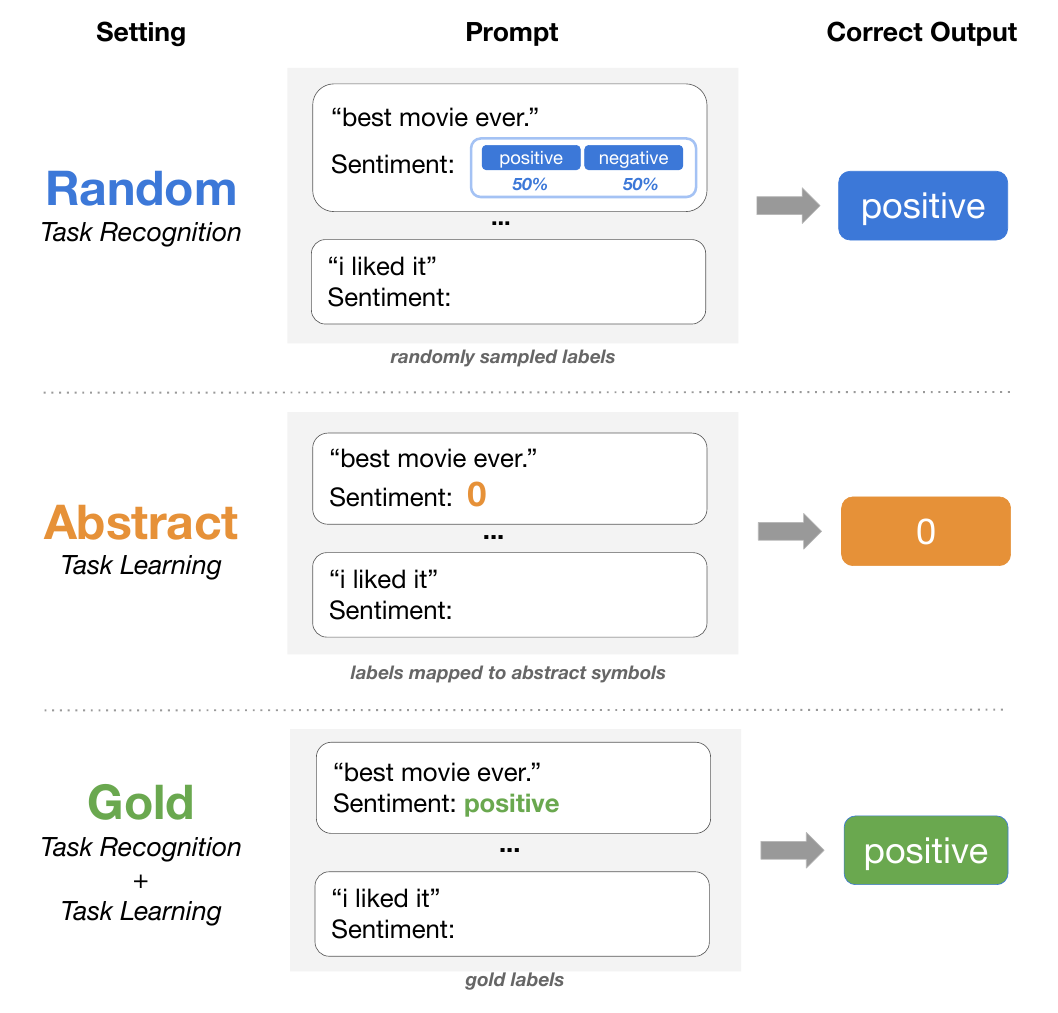 Setting
Prompt
Correct Output
Random
Task Recognition
“best movie ever.”
Sentiment:
positive
negative
50%
50%
...
“i liked it”
Sentiment:
randomly sampled labels
positive
Abstract
Task Learning
“best movie ever.”
Sentiment: 0
...
“i liked it”
Sentiment:
labels mapped to abstract symbols
0
Gold
Task Recognition
+
Task Learning
“best movie ever.”
Sentiment: positive
...
“i liked it”
Sentiment:
gold labels
positive